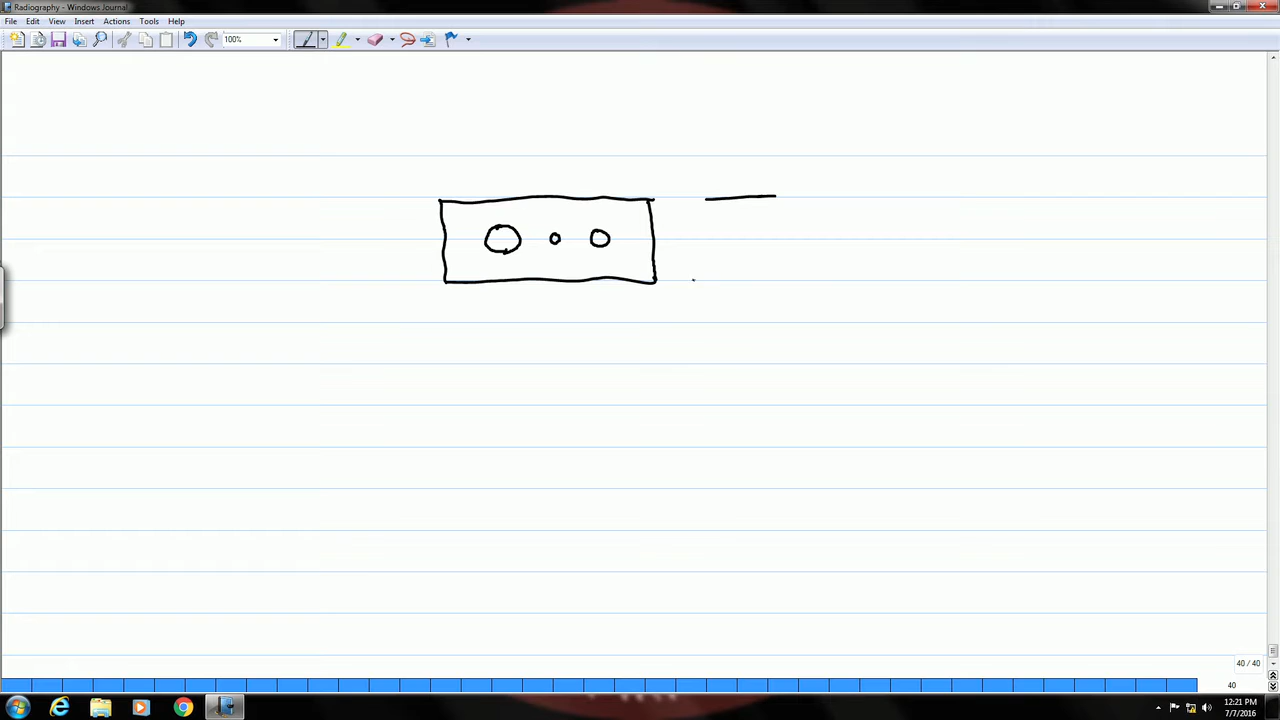 Radiography - Windows Journal
File Edit View Insert Actions Tools Help
100%
40 / 40
40
12:21 PM
7/7/2016